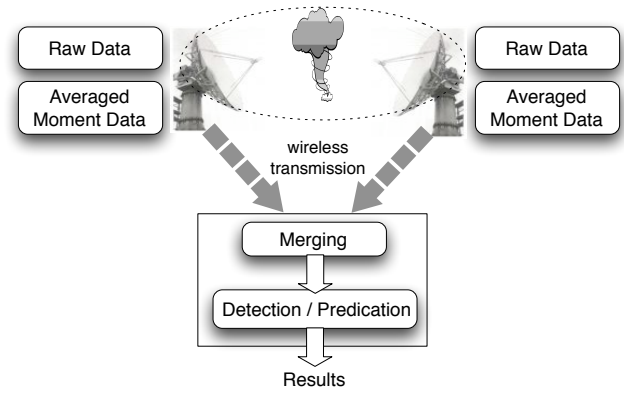 Raw Data
Raw Data
Averaged
Moment Data
Averaged
Moment Data
wireless
transmission
Merging
Detection / Predication
Results